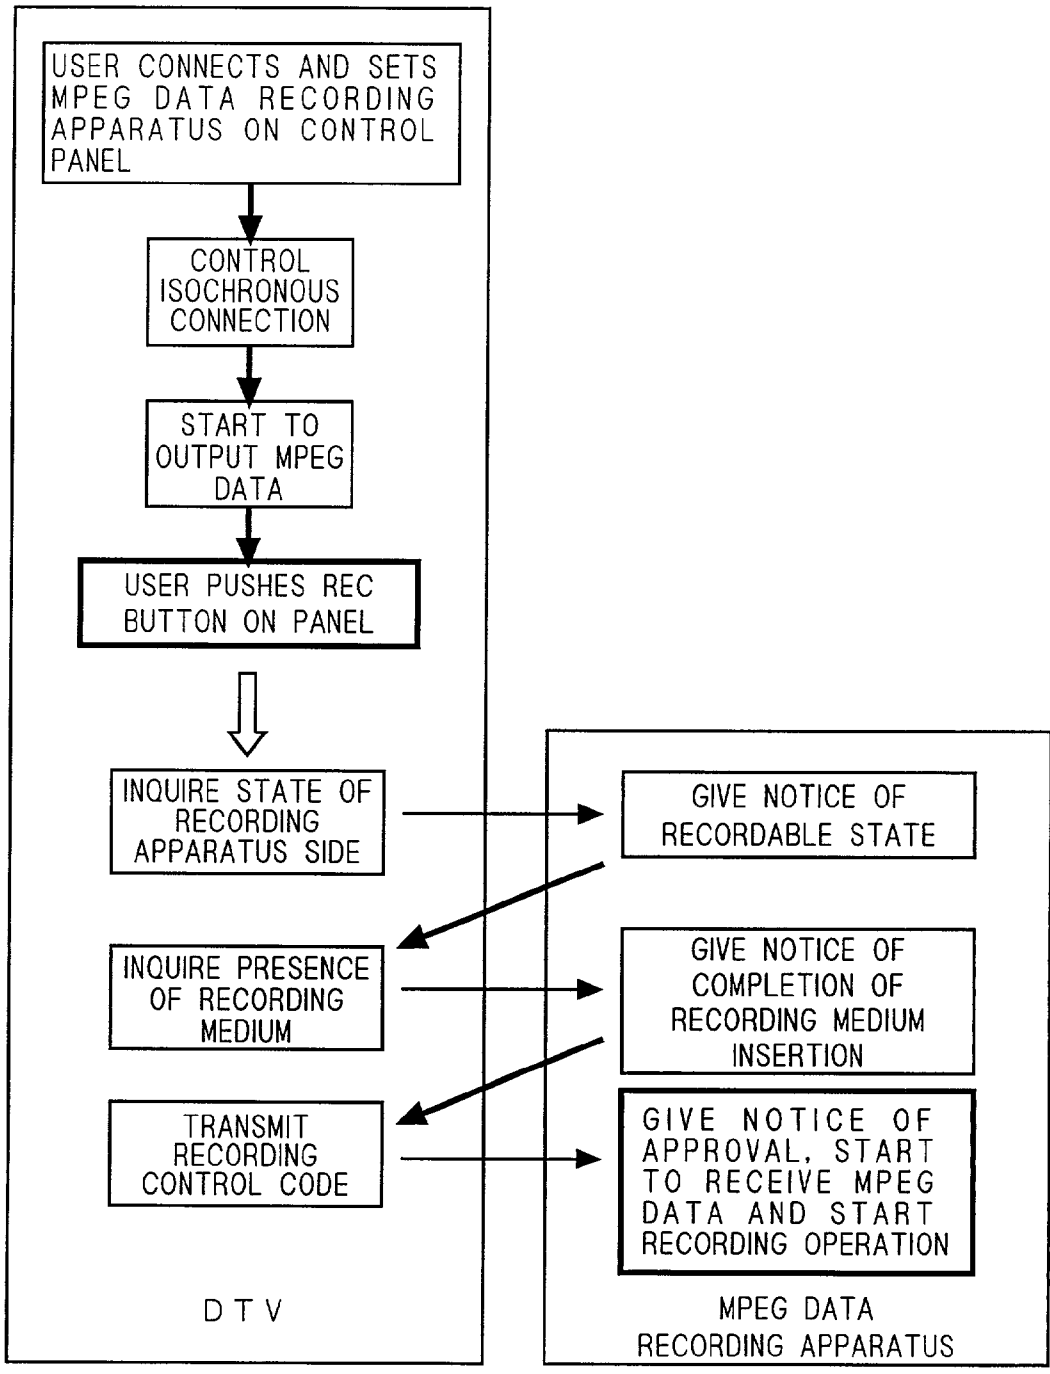 USER CONNECTS AND SETS
MPEG DATA RECORDING
APPARATUS ON CONTROL
PANEL
CONTROL
ISOCHRONOUS
CONNECTION
START TO
OUTPUT MPEG
DATA
USER PUSHES REC
BUTTON ON PANEL
INQUIRE STATE OF
RECORDING
APPARATUS SIDE
GIVE NOTICE OF
RECORDABLE STATE
INQUIRE PRESENCE
OF RECORDING
MEDIUM
GIVE NOTICE OF
COMPLETION OF
RECORDING MEDIUM
INSERTION
TRANSMIT
RECORDING
CONTROL CODE
GIVE NOTICE OF
APPROVAL, START
TO RECEIVE MPEG
DATA AND START
RECORDING OPERATION
DTV
MPEG DATA
RECORDING APPARATUS